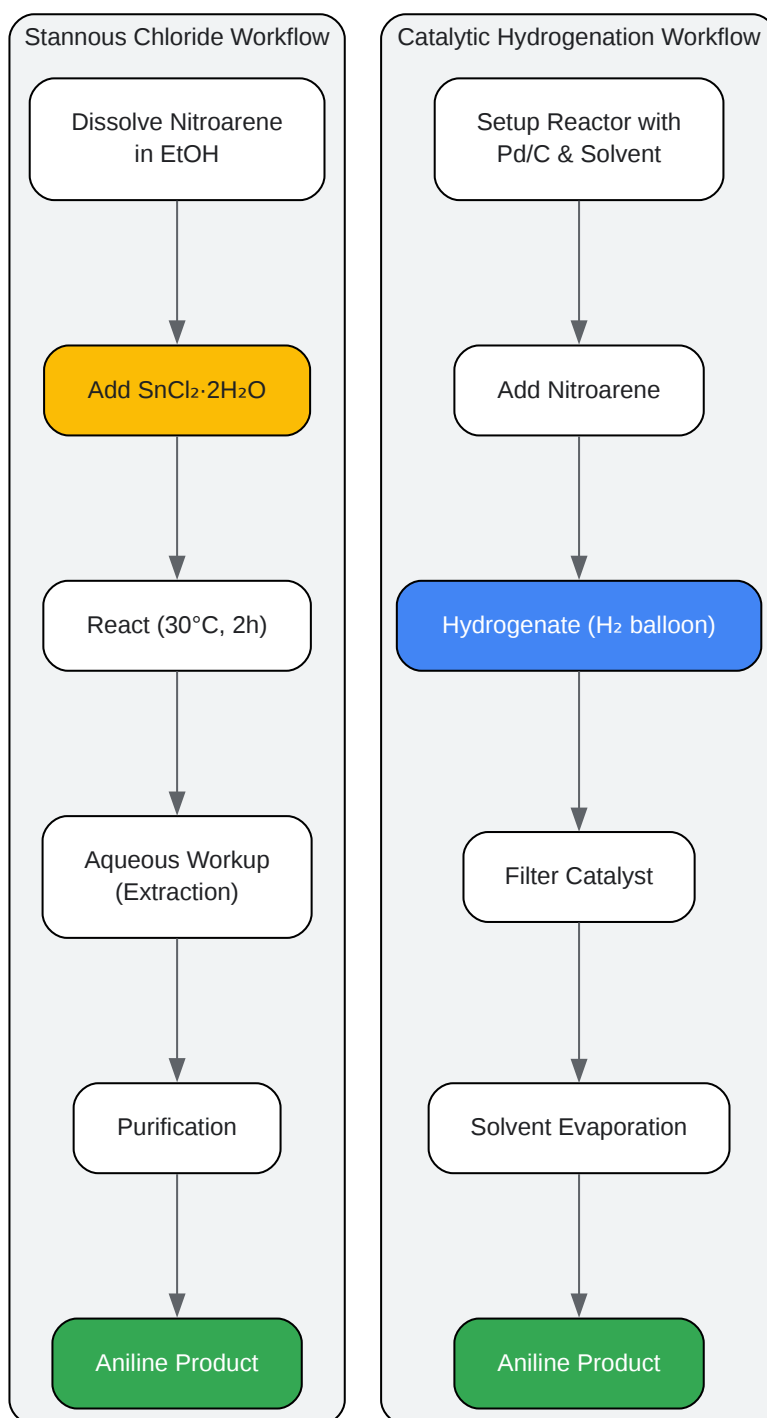 Stannous Chloride Workflow
Dissolve Nitroarene
in EtOH
Add SnCl₂·2H₂O
React (30°C, 2h)
Aqueous Workup
(Extraction)
Purification
Aniline Product
Catalytic Hydrogenation Workflow
Setup Reactor with
Pd/C & Solvent
Add Nitroarene
Hydrogenate (H₂ balloon)
Filter Catalyst
Solvent Evaporation
Aniline Product